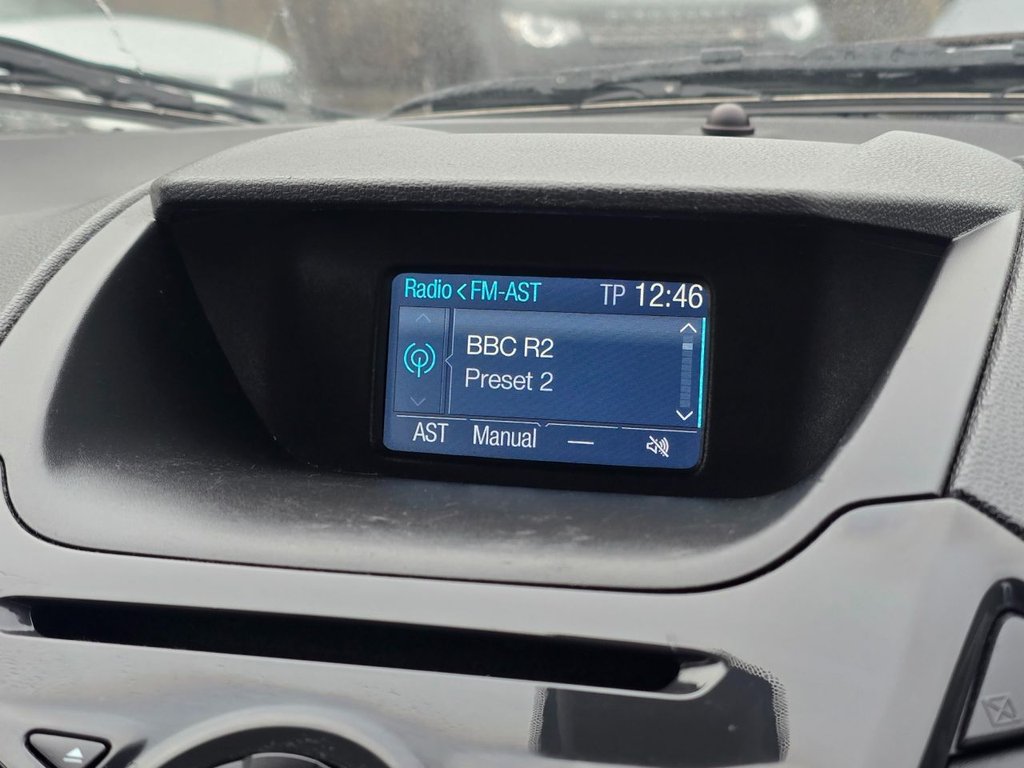 Radio < FM-AST TP 12:46
BBC R2
Preset 2
AST Manual —